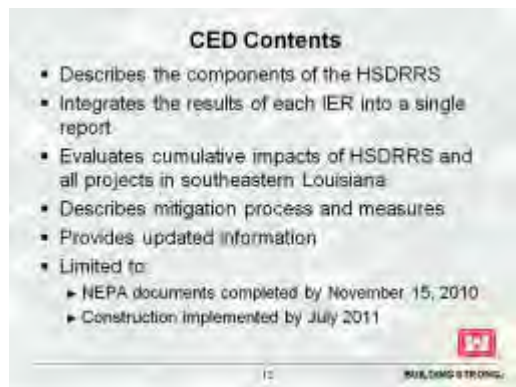 CED Contents
▪ Describes the components of the HSDRRS
▪ Integrates the results of each IER into a single
report
▪ Evaluates cumulative impacts of HSDRRS and
all projects in southeastern Louisiana
▪ Describes mitigation process and measures
▪ Provides updated information
▪ Limited to:
► NEPA documents completed by November 15, 2010
► Construction implemented by July 2011
BUILDING STRONG®